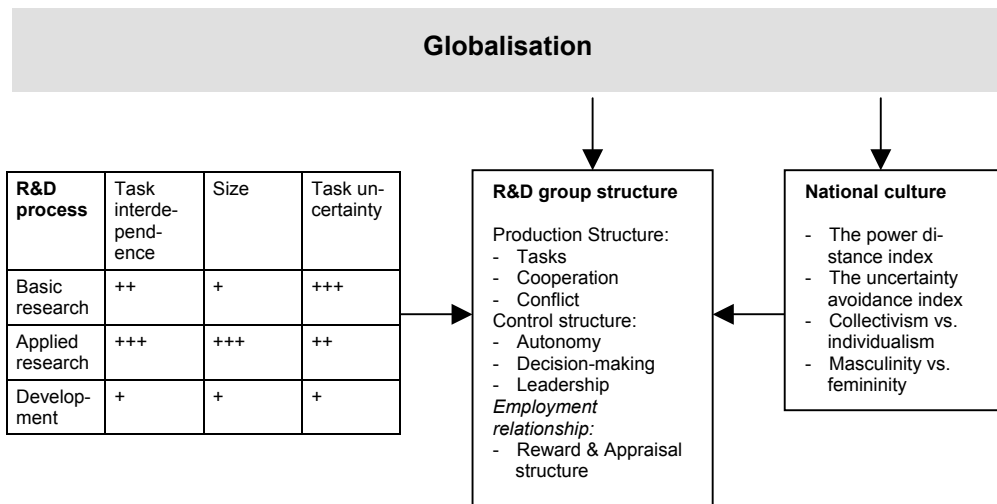 Globalisation
R&D process
Task interde-
pend-
ence
Size
Task un-
certainty
Basic
research
++
+
+++
Applied
research
+++
+++
++
Develop-
ment
+
+
+
R&D group structure
Production Structure:
- Tasks
- Cooperation
- Conflict
Control structure:
- Autonomy
- Decision-making
- Leadership
Employment
relationship:
- Reward & Appraisal
structure
National culture
- The power di-
stance index
- The uncertainty
avoidance index
- Collectivism vs.
individualism
- Masculinity vs.
femininity